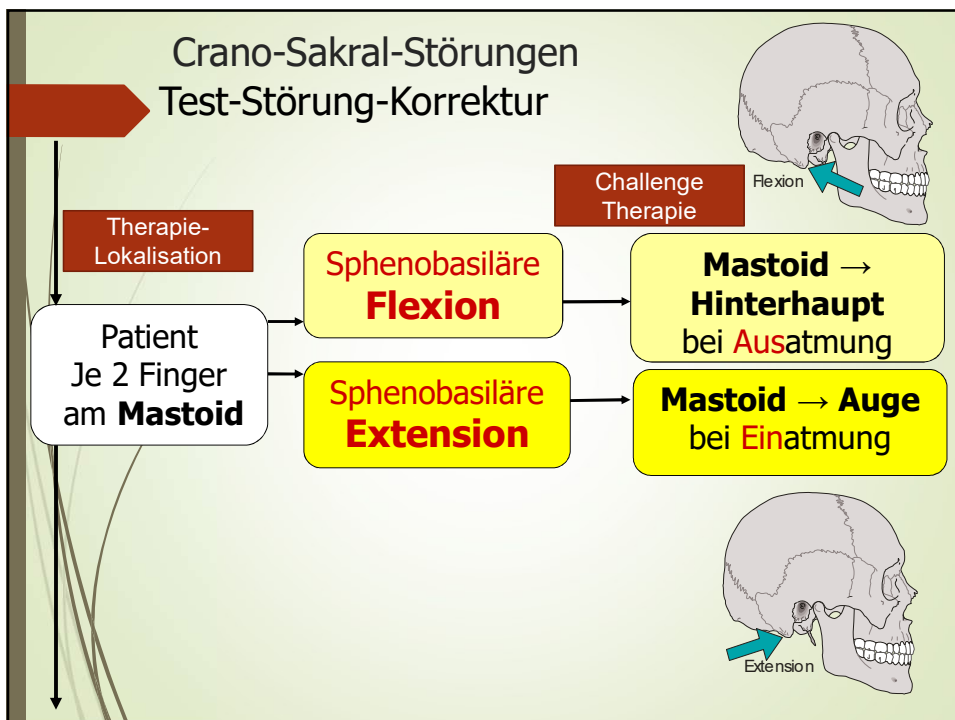 Crano-Sakral-Störungen
Test-Störung-Korrektur
Flexion
Challenge
Therapie
Therapie-
Lokalisation
Sphenobasiläre
Flexion
Mastoid →
Hinterhaupt
bei Ausatmung
Patient
Je 2 Finger
am Mastoid
Sphenobasiläre
Extension
Mastoid → Auge
bei Einatmung
Extension